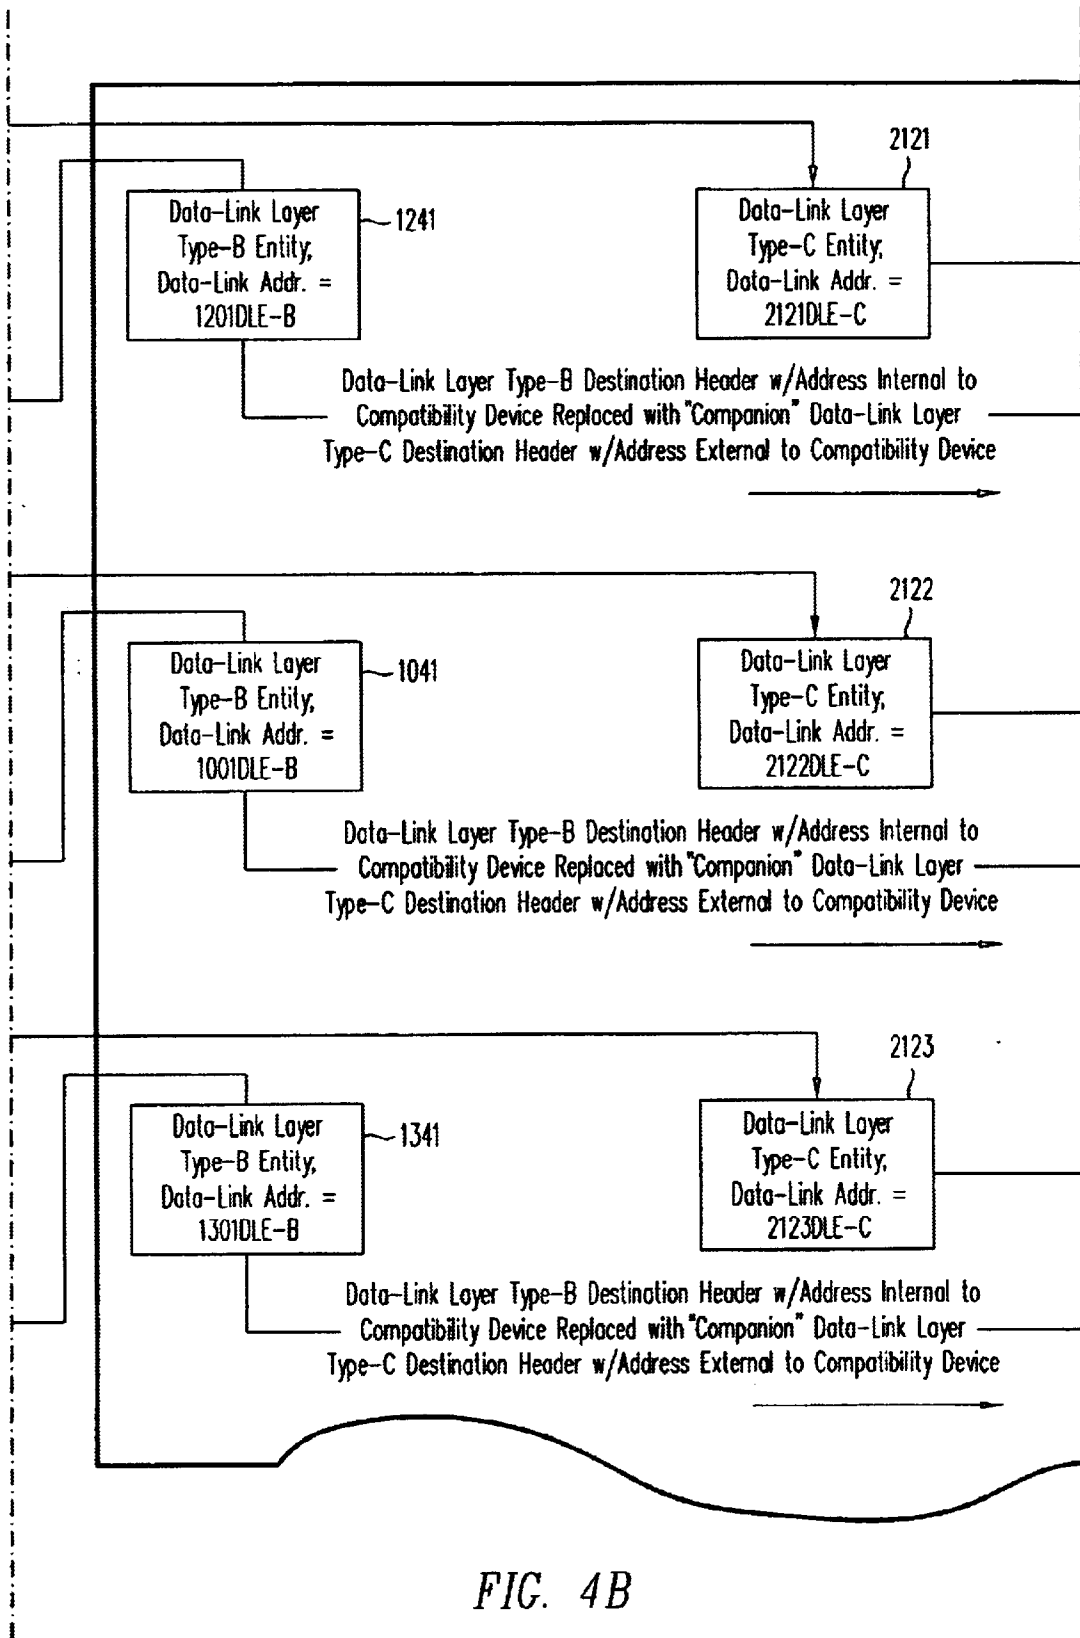 2121
Data-Link Layer
Type-B Entity,
Data-Link Addr. =
1201DLE-B
1241
Data-Link Layer
Type-C Entity,
Data-Link Addr. =
2121DLE-C
Data-Link Layer Type-B Destination Header w/Address Internal to
Compatibility Device Replaced with "Companion" Data-Link Layer
Type-C Destination Header w/Address External to Compatibility Device
2122
Data-Link Layer
Type-B Entity,
Data-Link Addr. =
1001DLE-B
1041
Data-Link Layer
Type-C Entity,
Data-Link Addr. =
2122DLE-C
Data-Link Layer Type-B Destination Header w/Address Internal to
Compatibility Device Replaced with "Companion" Data-Link Layer
Type-C Destination Header w/Address External to Compatibility Device
2123
Data-Link Layer
Type-B Entity,
Data-Link Addr. =
1301DLE-B
1341
Data-Link Layer
Type-C Entity,
Data-Link Addr. =
2123DLE-C
Data-Link Layer Type-B Destination Header w/Address Internal to
Compatibility Device Replaced with "Companion" Data-Link Layer
Type-C Destination Header w/Address External to Compatibility Device
FIG. 4B